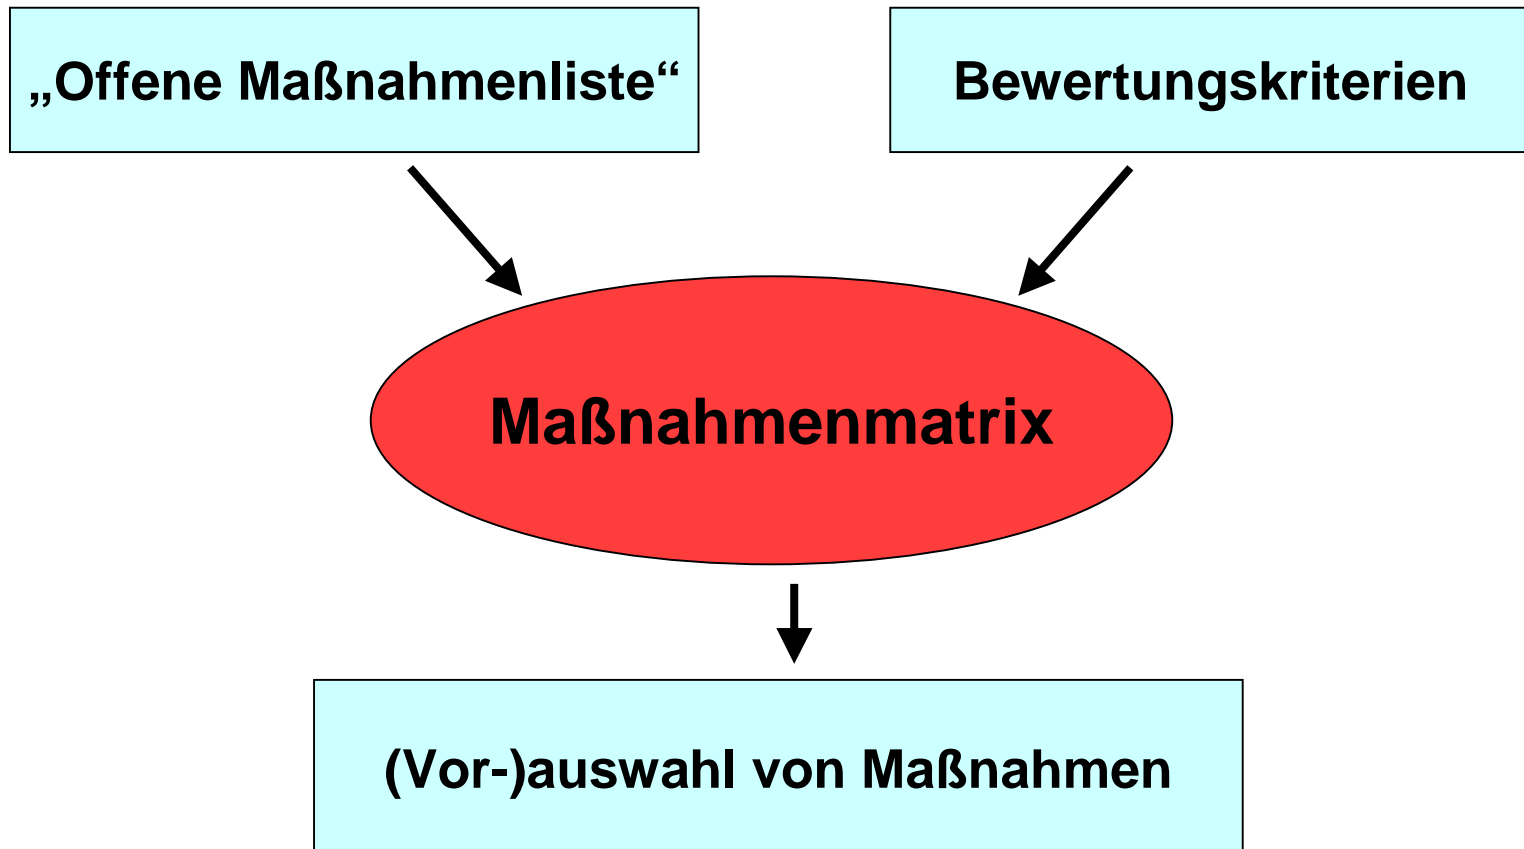 „Offene Maßnahmenliste“
Bewertungskriterien
Maßnahmenmatrix
(Vor-)auswahl von Maßnahmen